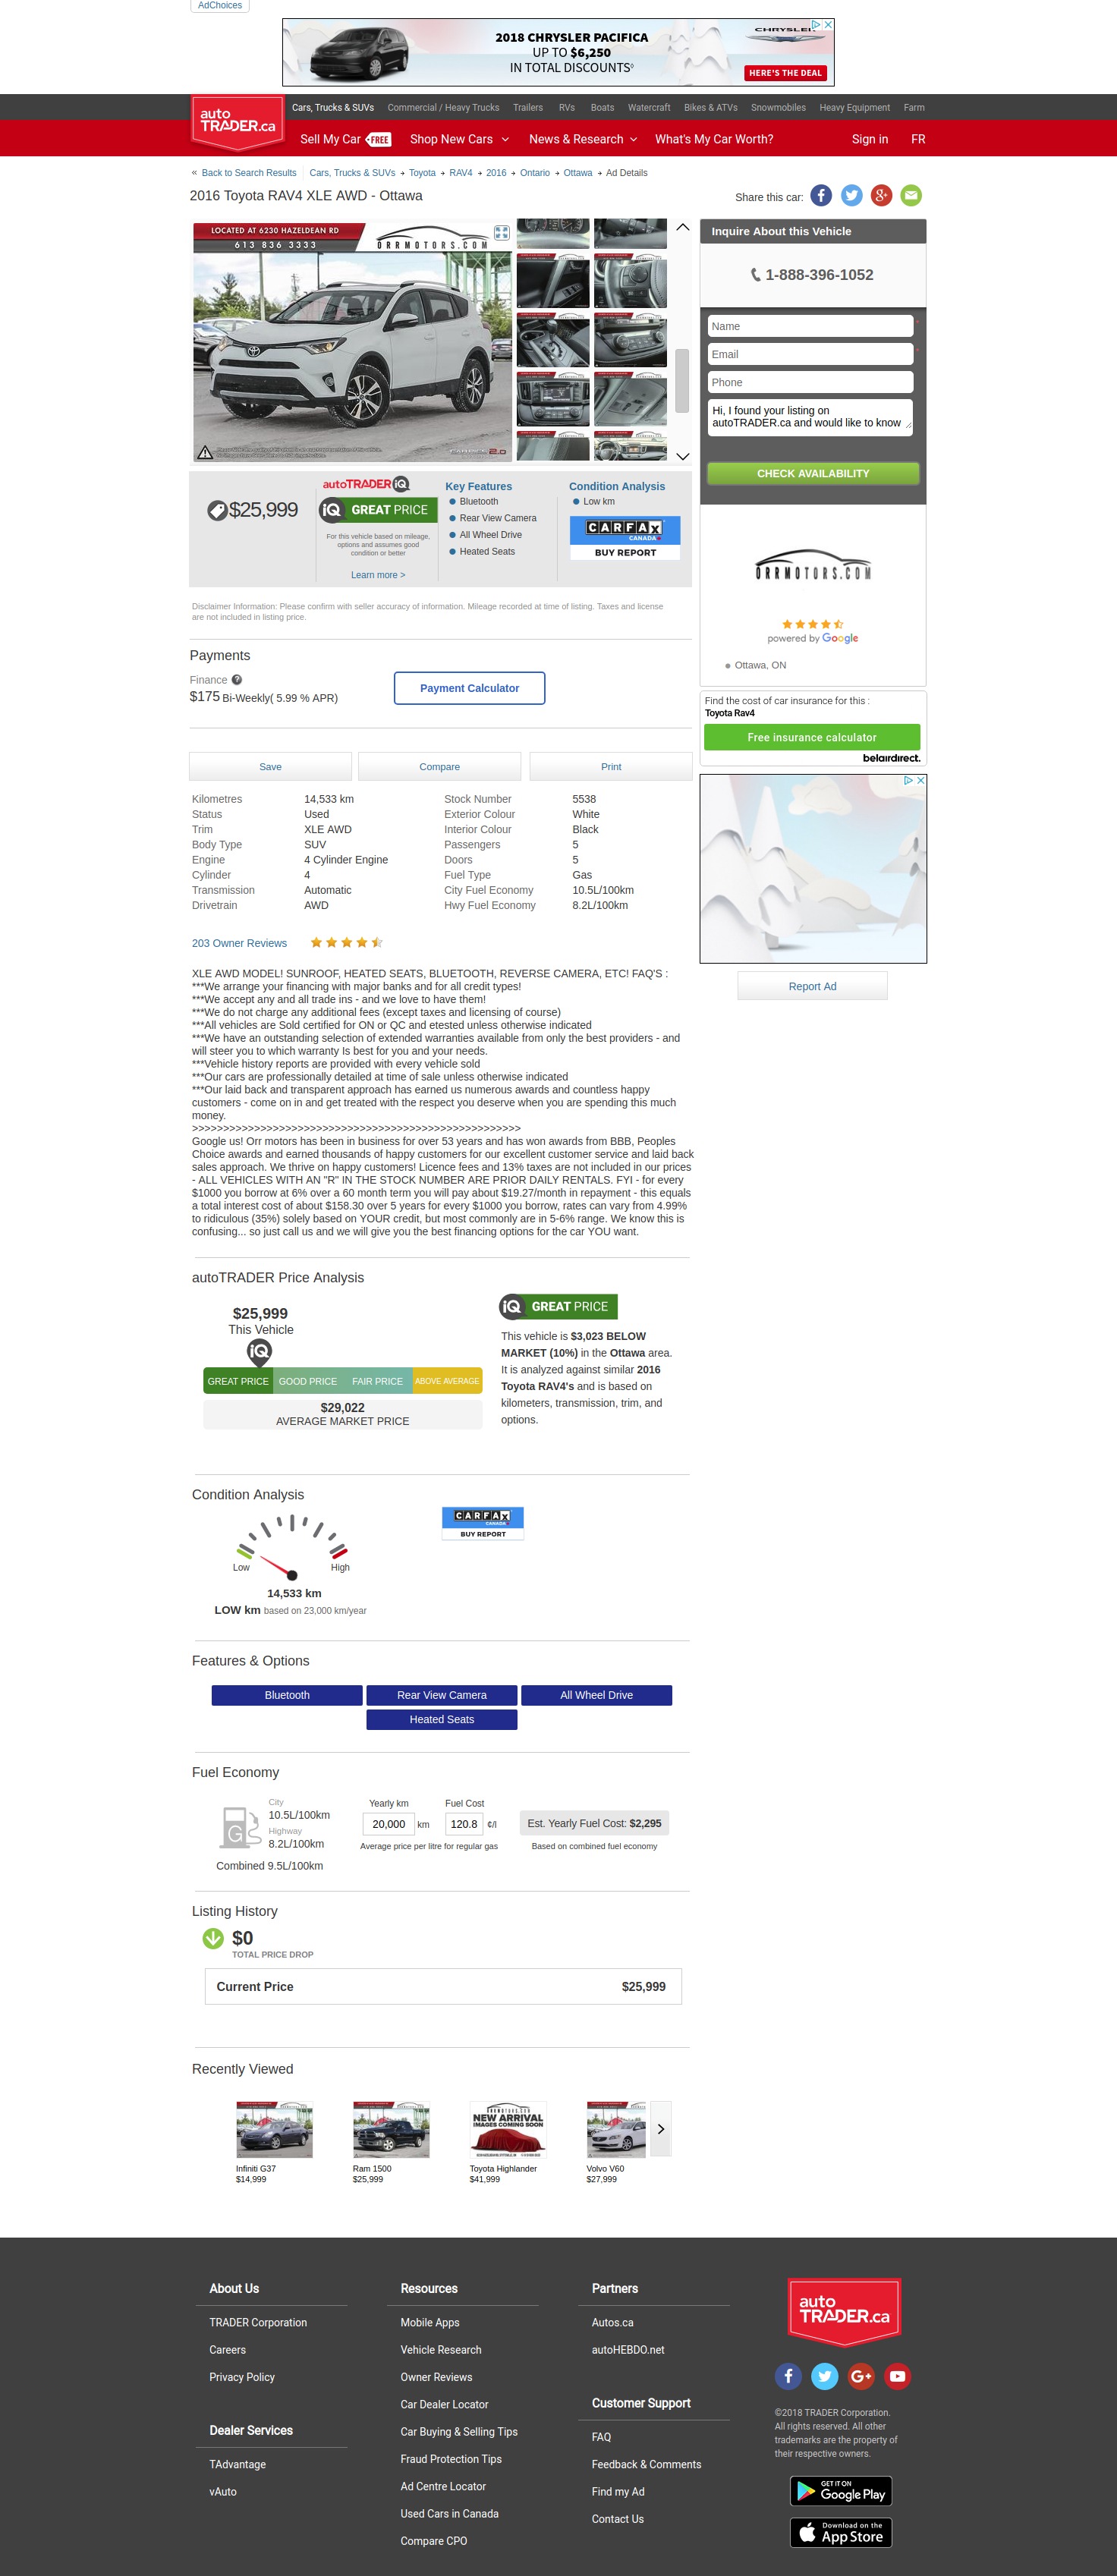 AdChoices
2018 CHRYSLER PACIFICA
UP TO $6,250
IN TOTAL DISCOUNTS◊
CHRYSLER
HERE'S THE DEAL
auto
TRADER.ca
Cars, Trucks & SUVs Commercial / Heavy Trucks Trailers RVs Boats Watercraft Bikes & ATVs Snowmobiles Heavy Equipment Farm
Sell My Car FREE Shop New Cars News & Research What's My Car Worth? Sign in FR
« Back to Search Results Cars, Trucks & SUVs → Toyota → RAV4 → 2016 → Ontario → Ottawa → Ad Details
2016 Toyota RAV4 XLE AWD - Ottawa
Share this car:
LOCATED AT 6230 HAZELDEAN RD
613 836 3333
ORRMOTORS.COM
Inquire About this Vehicle
1-888-396-1052
Name *
Email *
Phone
Hi, I found your listing on
autoTRADER.ca and would like to know
CHECK AVAILABILITY
$25,999
autoTRADER iQ
iQ GREAT PRICE
For this vehicle based on mileage,
options and assumes good
condition or better
Learn more >
Key Features
Bluetooth
Rear View Camera
All Wheel Drive
Heated Seats
Condition Analysis
Low km
CARFAX
CANADA
BUY REPORT
Disclaimer Information: Please confirm with seller accuracy of information. Mileage recorded at time of listing. Taxes and license
are not included in listing price.
ORRMOTORS.COM
powered by Google
Ottawa, ON
Payments
Finance ?
$175 Bi-Weekly( 5.99 % APR)
Payment Calculator
Find the cost of car insurance for this :
Toyota Rav4
Free insurance calculator
belairdirect.
Save
Compare
Print
Kilometres 14,533 km Stock Number 5538
Status Used Exterior Colour White
Trim XLE AWD Interior Colour Black
Body Type SUV Passengers 5
Engine 4 Cylinder Engine Doors 5
Cylinder 4 Fuel Type Gas
Transmission Automatic City Fuel Economy 10.5L/100km
Drivetrain AWD Hwy Fuel Economy 8.2L/100km
203 Owner Reviews
Report Ad
XLE AWD MODEL! SUNROOF, HEATED SEATS, BLUETOOTH, REVERSE CAMERA, ETC! FAQ'S :
***We arrange your financing with major banks and for all credit types!
***We accept any and all trade ins - and we love to have them!
***We do not charge any additional fees (except taxes and licensing of course)
***All vehicles are Sold certified for ON or QC and etested unless otherwise indicated
***We have an outstanding selection of extended warranties available from only the best providers - and
will steer you to which warranty Is best for you and your needs.
***Vehicle history reports are provided with every vehicle sold
***Our cars are professionally detailed at time of sale unless otherwise indicated
***Our laid back and transparent approach has earned us numerous awards and countless happy
customers - come on in and get treated with the respect you deserve when you are spending this much
money.
>>>>>>>>>>>>>>>>>>>>>>>>>>>>>>>>>>>>>>>>>>>>>>>>>>>>>
Google us! Orr motors has been in business for over 53 years and has won awards from BBB, Peoples
Choice awards and earned thousands of happy customers for our excellent customer service and laid back
sales approach. We thrive on happy customers! Licence fees and 13% taxes are not included in our prices
- ALL VEHICLES WITH AN "R" IN THE STOCK NUMBER ARE PRIOR DAILY RENTALS. FYI - for every
$1000 you borrow at 6% over a 60 month term you will pay about $19.27/month in repayment - this equals
a total interest cost of about $158.30 over 5 years for every $1000 you borrow, rates can vary from 4.99%
to ridiculous (35%) solely based on YOUR credit, but most commonly are in 5-6% range. We know this is
confusing... so just call us and we will give you the best financing options for the car YOU want.
autoTRADER Price Analysis
$25,999
This Vehicle
iQ
GREAT PRICE GOOD PRICE FAIR PRICE ABOVE AVERAGE
$29,022
AVERAGE MARKET PRICE
iQ GREAT PRICE
This vehicle is $3,023 BELOW
MARKET (10%) in the Ottawa area.
It is analyzed against similar 2016
Toyota RAV4's and is based on
kilometers, transmission, trim, and
options.
Condition Analysis
Low High
14,533 km
LOW km based on 23,000 km/year
CARFAX
CANADA
BUY REPORT
Features & Options
Bluetooth
Rear View Camera
All Wheel Drive
Heated Seats
Fuel Economy
G
City
10.5L/100km
Highway
8.2L/100km
Combined 9.5L/100km
Yearly km Fuel Cost
20,000 km 120.8 ¢/l
Average price per litre for regular gas
Est. Yearly Fuel Cost: $2,295
Based on combined fuel economy
Listing History
$0
TOTAL PRICE DROP
Current Price $25,999
Recently Viewed
ORRMOTORS.COM
NEW ARRIVAL
IMAGES COMING SOON
Infiniti G37
$14,999
Ram 1500
$25,999
Toyota Highlander
$41,999
Volvo V60
$27,999
About Us
TRADER Corporation
Careers
Privacy Policy
Dealer Services
TAdvantage
vAuto
Resources
Mobile Apps
Vehicle Research
Owner Reviews
Car Dealer Locator
Car Buying & Selling Tips
Fraud Protection Tips
Ad Centre Locator
Used Cars in Canada
Compare CPO
Partners
Autos.ca
autoHEBDO.net
Customer Support
FAQ
Feedback & Comments
Find my Ad
Contact Us
auto
TRADER.ca
©2018 TRADER Corporation.
All rights reserved. All other
trademarks are the property of
their respective owners.
GET IT ON
Google Play
Download on the
App Store